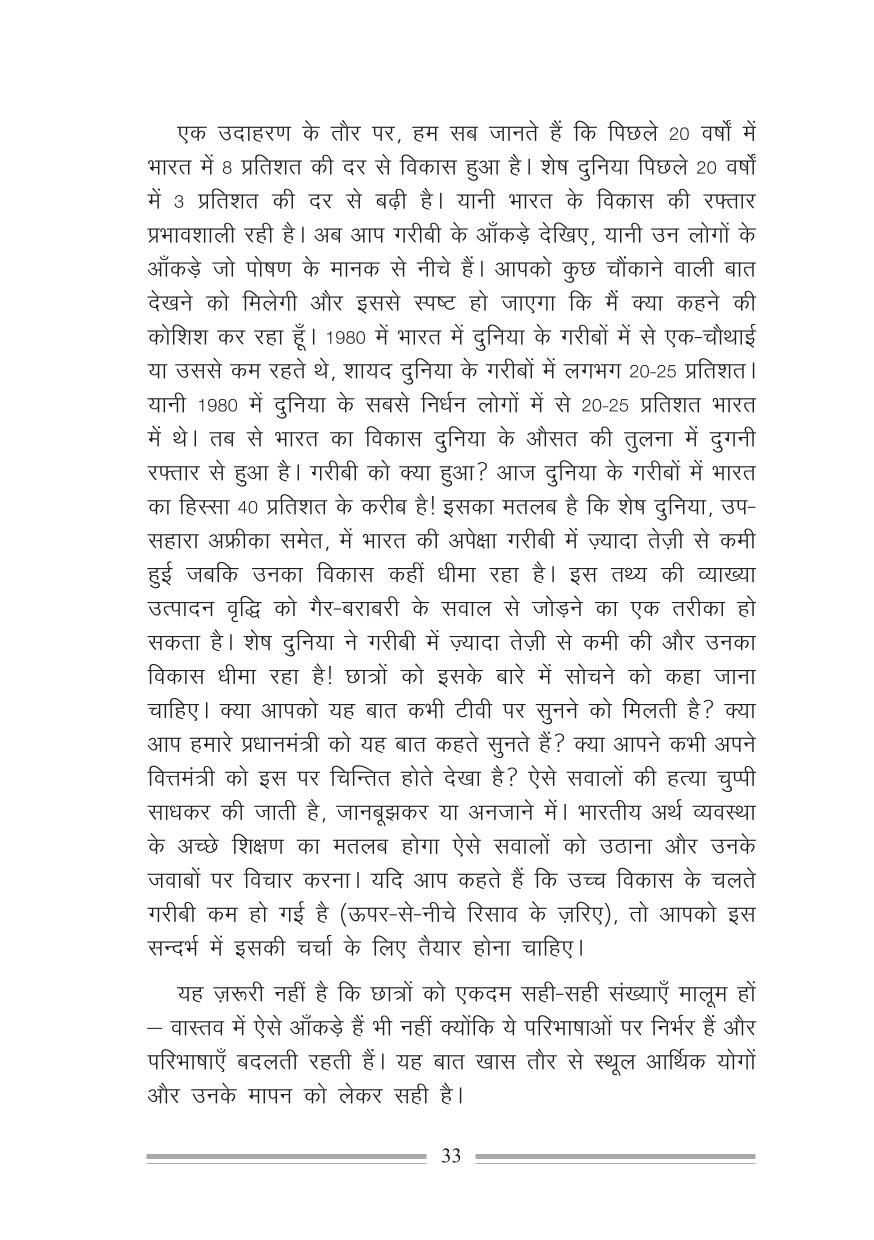 एक उदाहरण के तौर पर, हम सब जानते हैं कि पिछले 20 वर्षों में
भारत में 8 प्रतिशत की दर से विकास हुआ है। शेष दुनिया पिछले 20 वर्षों
में 3 प्रतिशत की दर से बढ़ी है। यानी भारत के विकास की रफ्तार
प्रभावशाली रही है। अब आप गरीबी के आँकड़े देखिए, यानी उन लोगों के
आँकड़े जो पोषण के मानक से नीचे हैं। आपको कुछ चौंकाने वाली बात
देखने को मिलेगी और इससे स्पष्ट हो जाएगा कि मैं क्या कहने की
कोशिश कर रहा हूँ। 1980 में भारत में दुनिया के गरीबों में से एक-चौथाई
या उससे कम रहते थे, शायद दुनिया के गरीबों में लगभग 20-25 प्रतिशत।
यानी 1980 में दुनिया के सबसे निर्धन लोगों में से 20-25 प्रतिशत भारत
में थे। तब से भारत का विकास दुनिया के औसत की तुलना में दुगनी
रफ्तार से हुआ है। गरीबी को क्या हुआ? आज दुनिया के गरीबों में भारत
का हिस्सा 40 प्रतिशत के करीब है! इसका मतलब है कि शेष दुनिया, उप-
सहारा अफ्रीका समेत, में भारत की अपेक्षा गरीबी में ज़्यादा तेज़ी से कमी
हुई जबकि उनका विकास कहीं धीमा रहा है। इस तथ्य की व्याख्या
उत्पादन वृद्धि को गैर-बराबरी के सवाल से जोड़ने का एक तरीका हो
सकता है। शेष दुनिया ने गरीबी में ज़्यादा तेज़ी से कमी की और उनका
विकास धीमा रहा है! छात्रों को इसके बारे में सोचने को कहा जाना
चाहिए। क्या आपको यह बात कभी टीवी पर सुनने को मिलती है? क्या
आप हमारे प्रधानमंत्री को यह बात कहते सुनते हैं? क्या आपने कभी अपने
वित्तमंत्री को इस पर चिन्तित होते देखा है? ऐसे सवालों की हत्या चुप्पी
साधकर की जाती है, जानबूझकर या अनजाने में। भारतीय अर्थ व्यवस्था
के अच्छे शिक्षण का मतलब होगा ऐसे सवालों को उठाना और उनके
जवाबों पर विचार करना। यदि आप कहते हैं कि उच्च विकास के चलते
गरीबी कम हो गई है (ऊपर-से-नीचे रिसाव के ज़रिए), तो आपको इस
सन्दर्भ में इसकी चर्चा के लिए तैयार होना चाहिए।
यह ज़रूरी नहीं है कि छात्रों को एकदम सही-सही संख्याएँ मालूम हों
– वास्तव में ऐसे आँकड़े हैं भी नहीं क्योंकि ये परिभाषाओं पर निर्भर हैं और
परिभाषाएँ बदलती रहती हैं। यह बात खास तौर से स्थूल आर्थिक योगों
और उनके मापन को लेकर सही है।
33